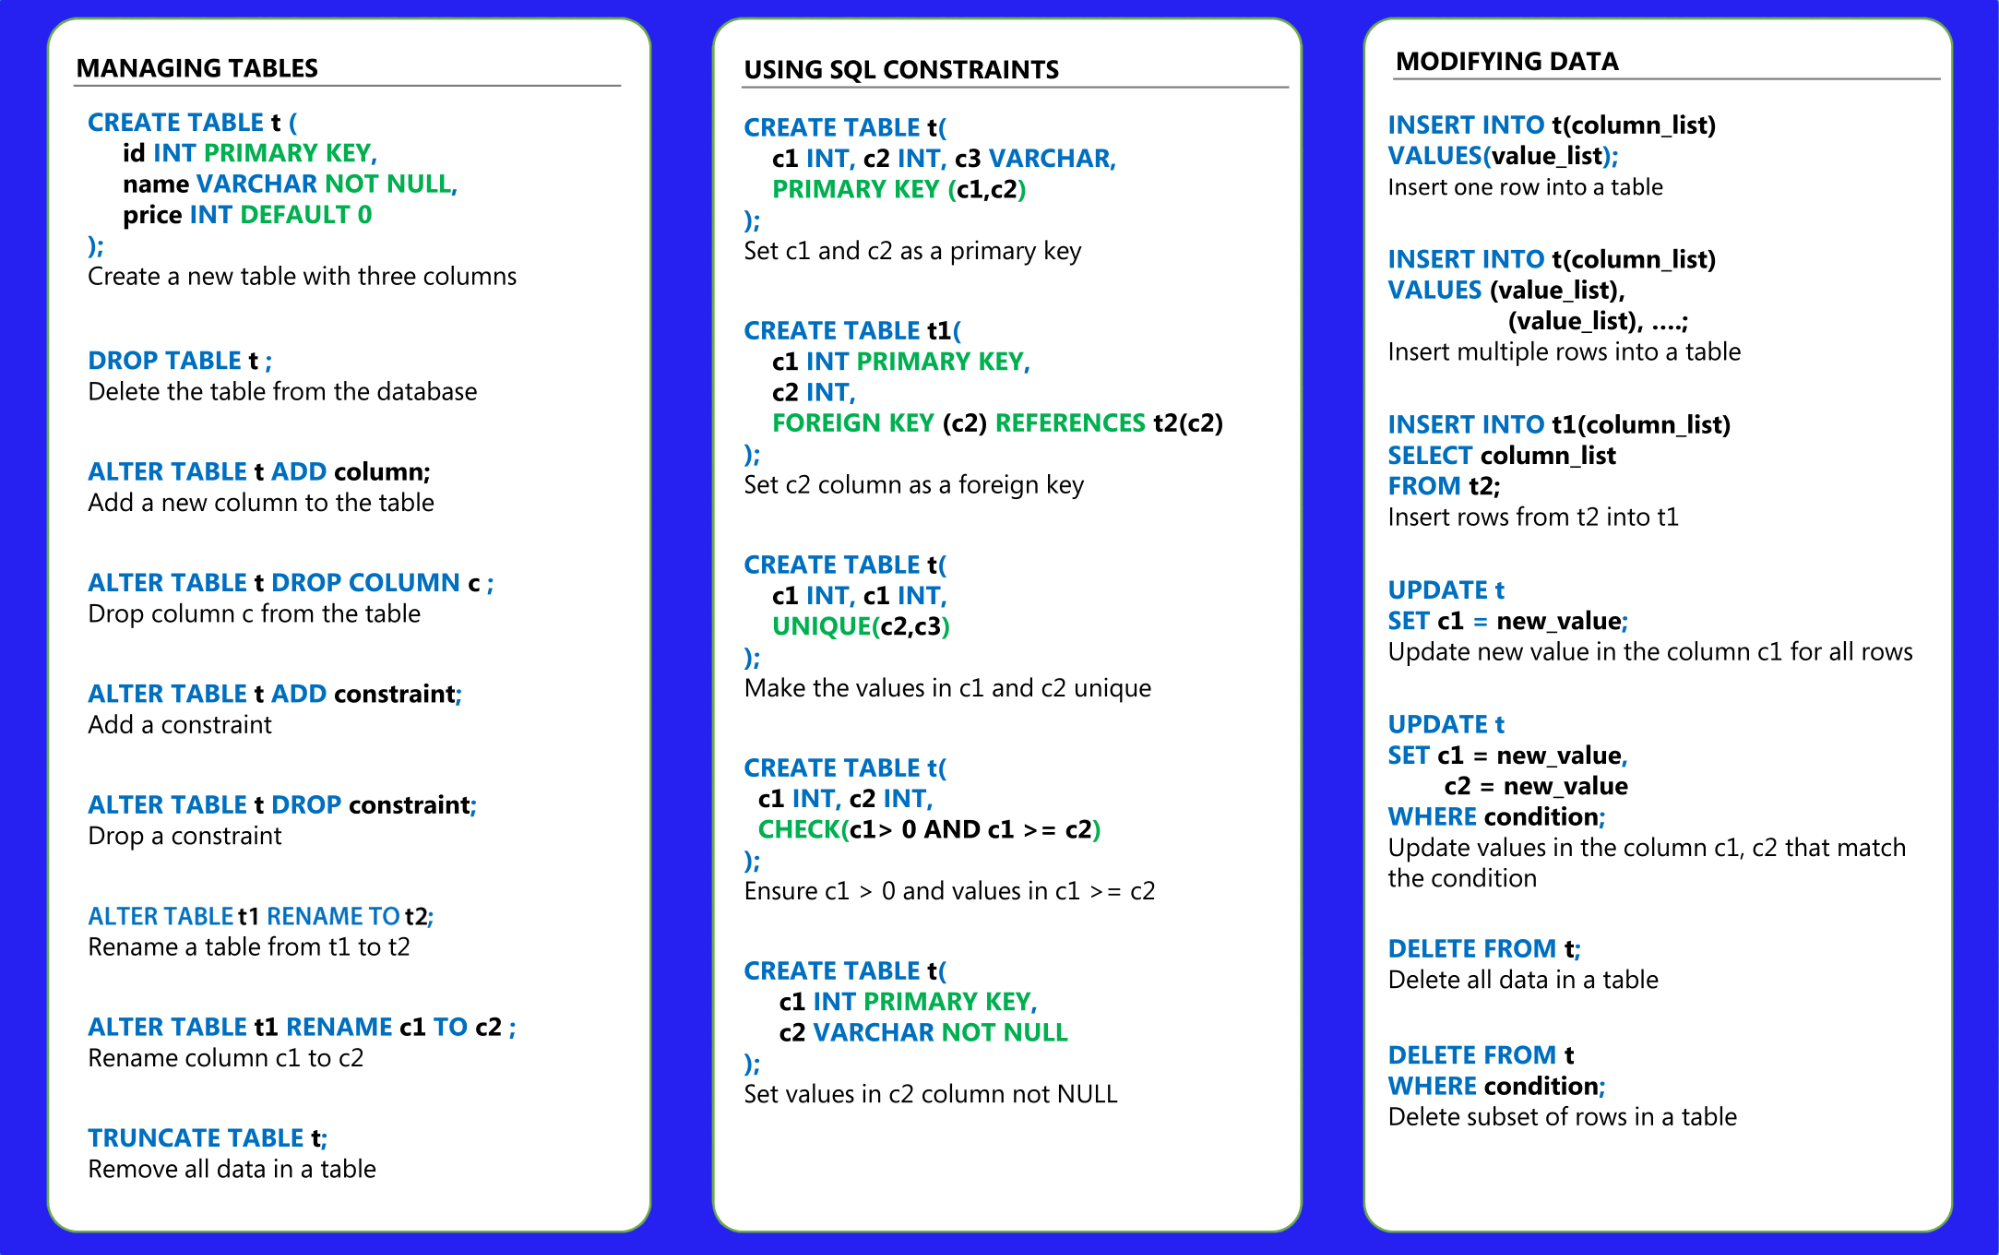 MANAGING TABLES
CREATE TABLE t (
id INT PRIMARY KEY,
name VARCHAR NOT NULL,
price INT DEFAULT 0
);
Create a new table with three columns
DROP TABLE t ;
Delete the table from the database
ALTER TABLE t ADD column;
Add a new column to the table
ALTER TABLE t DROP COLUMN c ;
Drop column c from the table
ALTER TABLE t ADD constraint;
Add a constraint
ALTER TABLE t DROP constraint;
Drop a constraint
ALTER TABLE t1 RENAME TO t2;
Rename a table from t1 to t2
ALTER TABLE t1 RENAME c1 TO c2 ;
Rename column c1 to c2
TRUNCATE TABLE t;
Remove all data in a table
USING SQL CONSTRAINTS
CREATE TABLE t(
c1 INT, c2 INT, c3 VARCHAR,
PRIMARY KEY (c1,c2)
);
Set c1 and c2 as a primary key
CREATE TABLE t1(
c1 INT PRIMARY KEY,
c2 INT,
FOREIGN KEY (c2) REFERENCES t2(c2)
);
Set c2 column as a foreign key
CREATE TABLE t(
c1 INT, c1 INT,
UNIQUE(c2,c3)
);
Make the values in c1 and c2 unique
CREATE TABLE t(
c1 INT, c2 INT,
CHECK(c1> 0 AND c1 >= c2)
);
Ensure c1 > 0 and values in c1 >= c2
CREATE TABLE t(
c1 INT PRIMARY KEY,
c2 VARCHAR NOT NULL
);
Set values in c2 column not NULL
MODIFYING DATA
INSERT INTO t(column_list)
VALUES(value_list);
Insert one row into a table
INSERT INTO t(column_list)
VALUES (value_list),
(value_list), ....;
Insert multiple rows into a table
INSERT INTO t1(column_list)
SELECT column_list
FROM t2;
Insert rows from t2 into t1
UPDATE t
SET c1 = new_value;
Update new value in the column c1 for all rows
UPDATE t
SET c1 = new_value,
c2 = new_value
WHERE condition;
Update values in the column c1, c2 that match
the condition
DELETE FROM t;
Delete all data in a table
DELETE FROM t
WHERE condition;
Delete subset of rows in a table